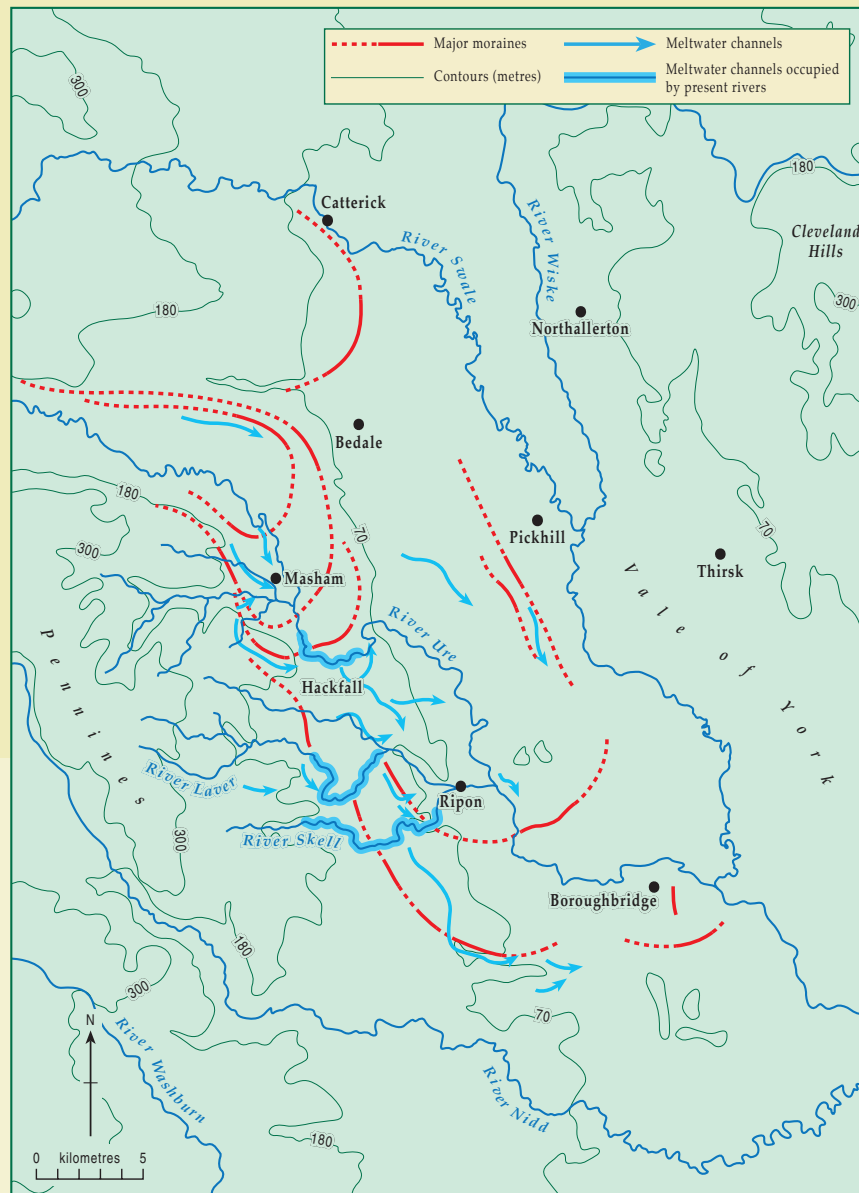 Major moraines
Contours (metres)
Meltwater channels
Meltwater channels occupied
by present rivers
300
180
Catterick
River Swale
River Wiske
Cleveland
Hills
300
180
Northallerton
Bedale
180
300
70
Pickhill
70
Thirsk
Masham
Vale of York
River Ure
Pennines
Hackfall
River Laver
Ripon
300
River Skell
Boroughbridge
180
300
70
N
River Washburn
River Nidd
180
0 kilometres 5